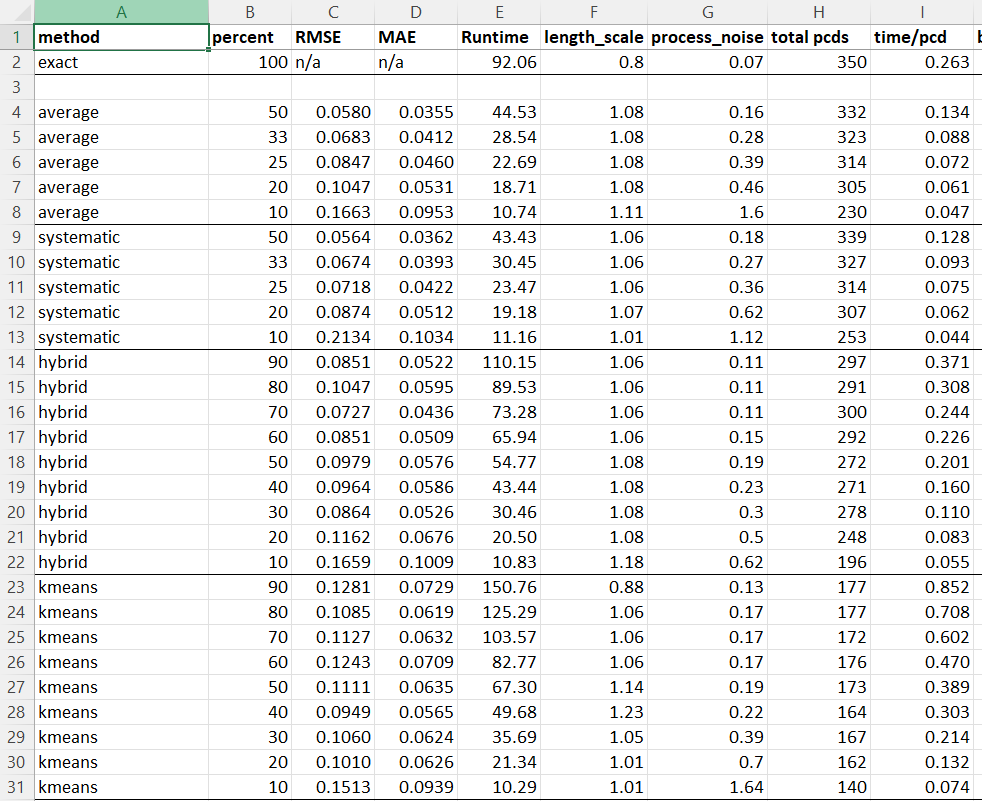 A B C D E F G H I
1 method percent RMSE MAE Runtime length_scale process_noise total pcds time/pcd
2 exact 100 n/a n/a 92.06 0.8 0.07 350 0.263
3
4 average 50 0.0580 0.0355 44.53 1.08 0.16 332 0.134
5 average 33 0.0683 0.0412 28.54 1.08 0.28 323 0.088
6 average 25 0.0847 0.0460 22.69 1.08 0.39 314 0.072
7 average 20 0.1047 0.0531 18.71 1.08 0.46 305 0.061
8 average 10 0.1663 0.0953 10.74 1.11 1.6 230 0.047
9 systematic 50 0.0564 0.0362 43.43 1.06 0.18 339 0.128
10 systematic 33 0.0674 0.0393 30.45 1.06 0.27 327 0.093
11 systematic 25 0.0718 0.0422 23.47 1.06 0.36 314 0.075
12 systematic 20 0.0874 0.0512 19.18 1.07 0.62 307 0.062
13 systematic 10 0.2134 0.1034 11.16 1.01 1.12 253 0.044
14 hybrid 90 0.0851 0.0522 110.15 1.06 0.11 297 0.371
15 hybrid 80 0.1047 0.0595 89.53 1.06 0.11 291 0.308
16 hybrid 70 0.0727 0.0436 73.28 1.06 0.11 300 0.244
17 hybrid 60 0.0851 0.0509 65.94 1.06 0.15 292 0.226
18 hybrid 50 0.0979 0.0576 54.77 1.08 0.19 272 0.201
19 hybrid 40 0.0964 0.0586 43.44 1.08 0.23 271 0.160
20 hybrid 30 0.0864 0.0526 30.46 1.08 0.3 278 0.110
21 hybrid 20 0.1162 0.0676 20.50 1.08 0.5 248 0.083
22 hybrid 10 0.1659 0.1009 10.83 1.18 0.62 196 0.055
23 kmeans 90 0.1281 0.0729 150.76 0.88 0.13 177 0.852
24 kmeans 80 0.1085 0.0619 125.29 1.06 0.17 177 0.708
25 kmeans 70 0.1127 0.0632 103.57 1.06 0.17 172 0.602
26 kmeans 60 0.1243 0.0709 82.77 1.06 0.17 176 0.470
27 kmeans 50 0.1111 0.0635 67.30 1.14 0.19 173 0.389
28 kmeans 40 0.0949 0.0565 49.68 1.23 0.22 164 0.303
29 kmeans 30 0.1060 0.0624 35.69 1.05 0.39 167 0.214
30 kmeans 20 0.1010 0.0626 21.34 1.01 0.7 162 0.132
31 kmeans 10 0.1513 0.0939 10.29 1.01 1.64 140 0.074